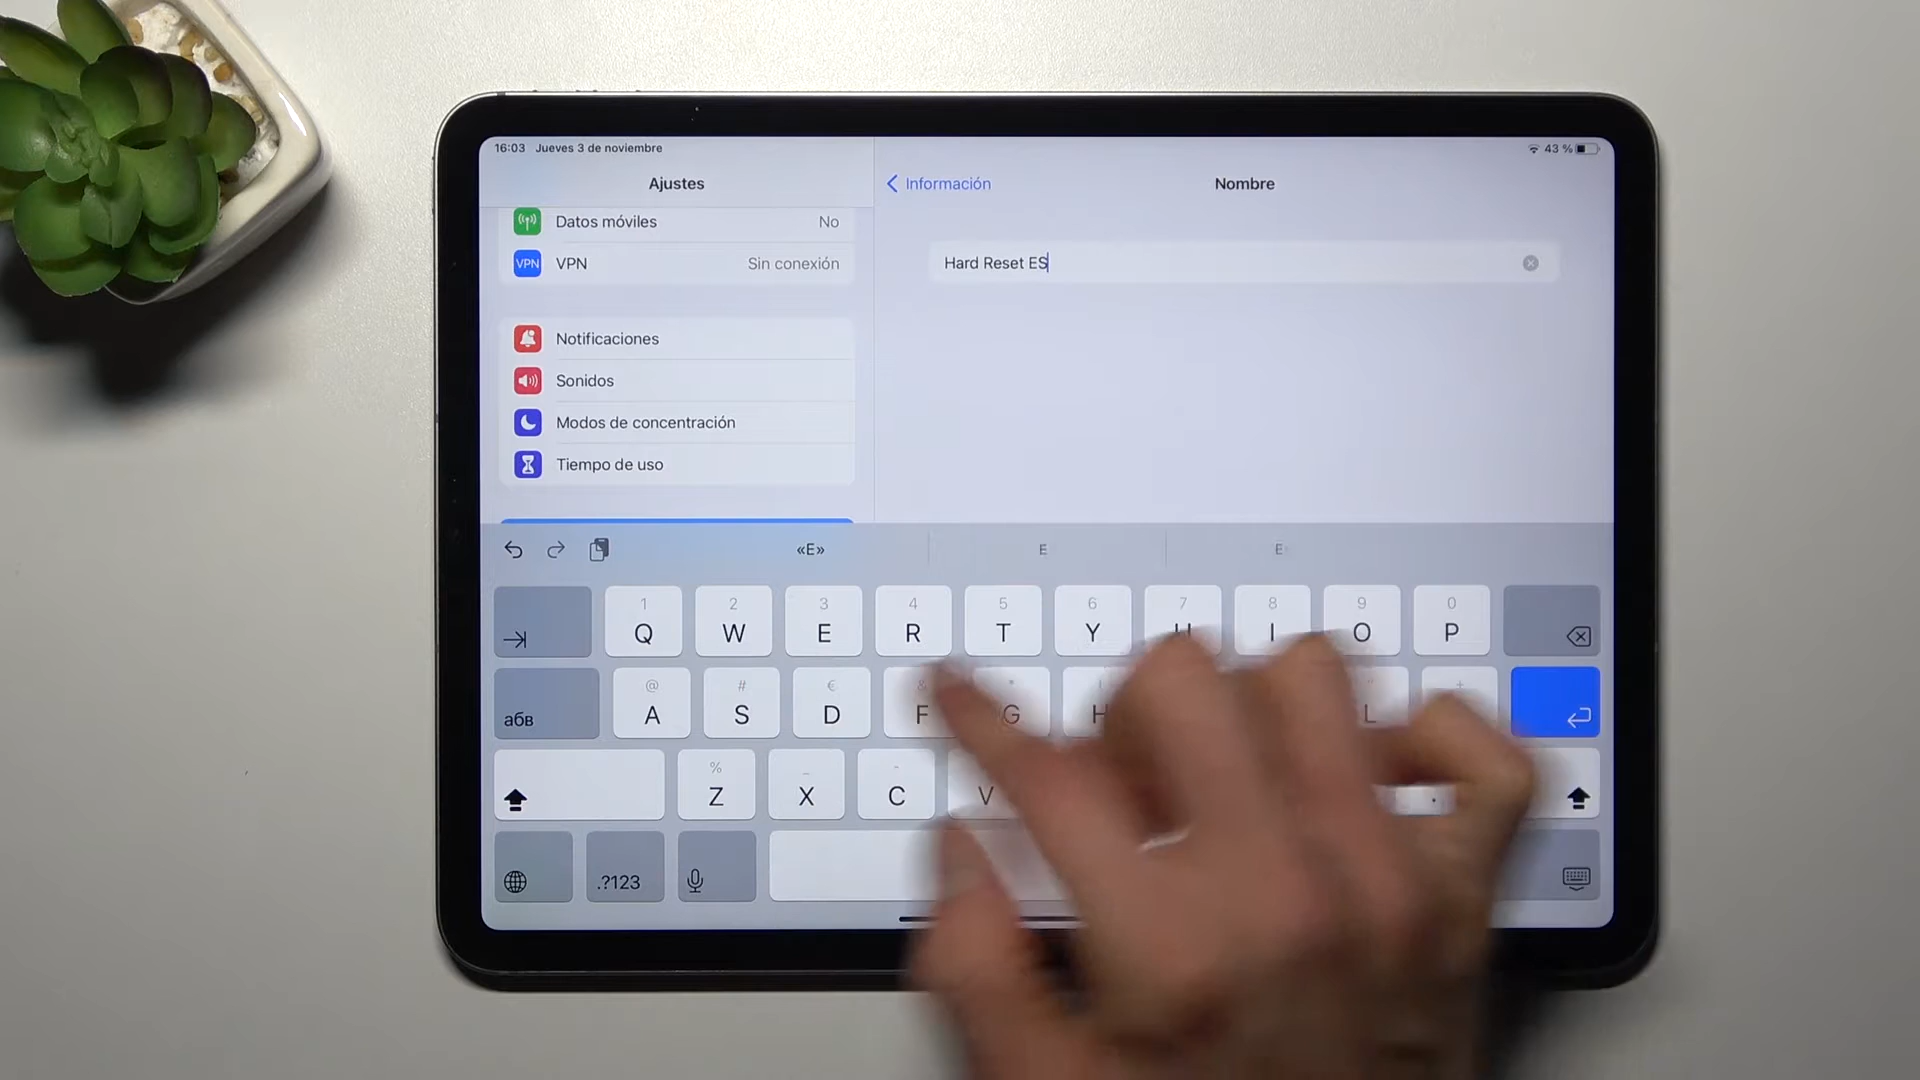 16:03 Jueves 3 de noviembre
43 %
Ajustes
Información
Nombre
Datos móviles No
VPN VPN Sin conexión
Hard Reset ES
Notificaciones
Sonidos
Modos de concentración
Tiempo de uso
«E» E E
1 2 3 4 5 6 7 8 9 0
Q W E R T Y U I O P
@ # € & * "  +
абв A S D F G H L
% _ -
Z X C V .
.?123